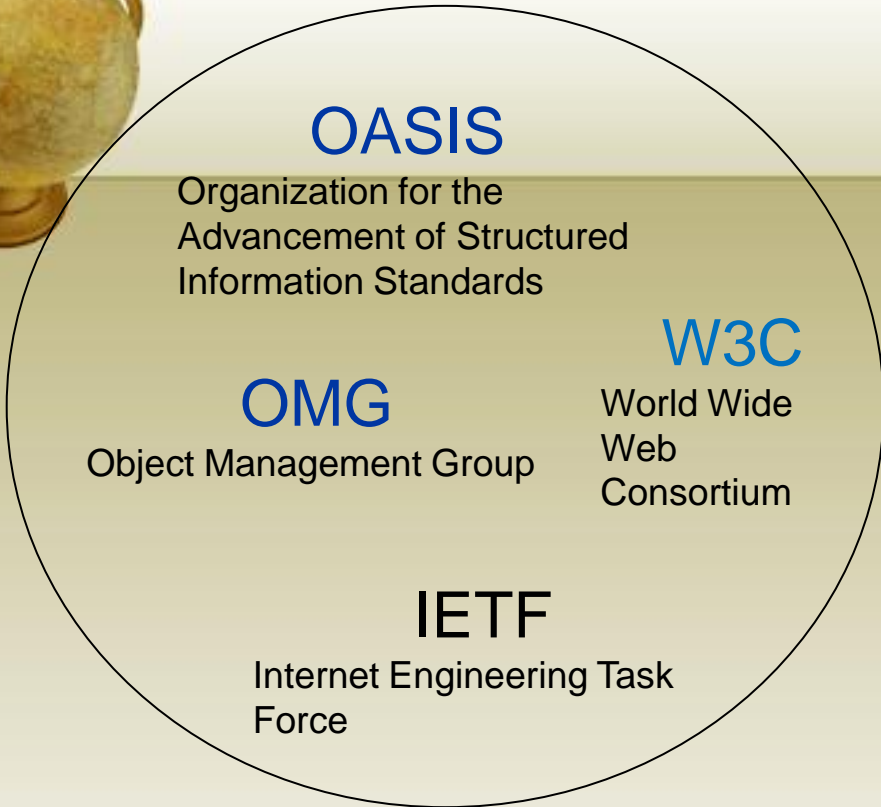 OASIS
Organization for the
Advancement of Structured
Information Standards
W3C
World Wide
Web
Consortium
OMG
Object Management Group
IETF
Internet Engineering Task
Force